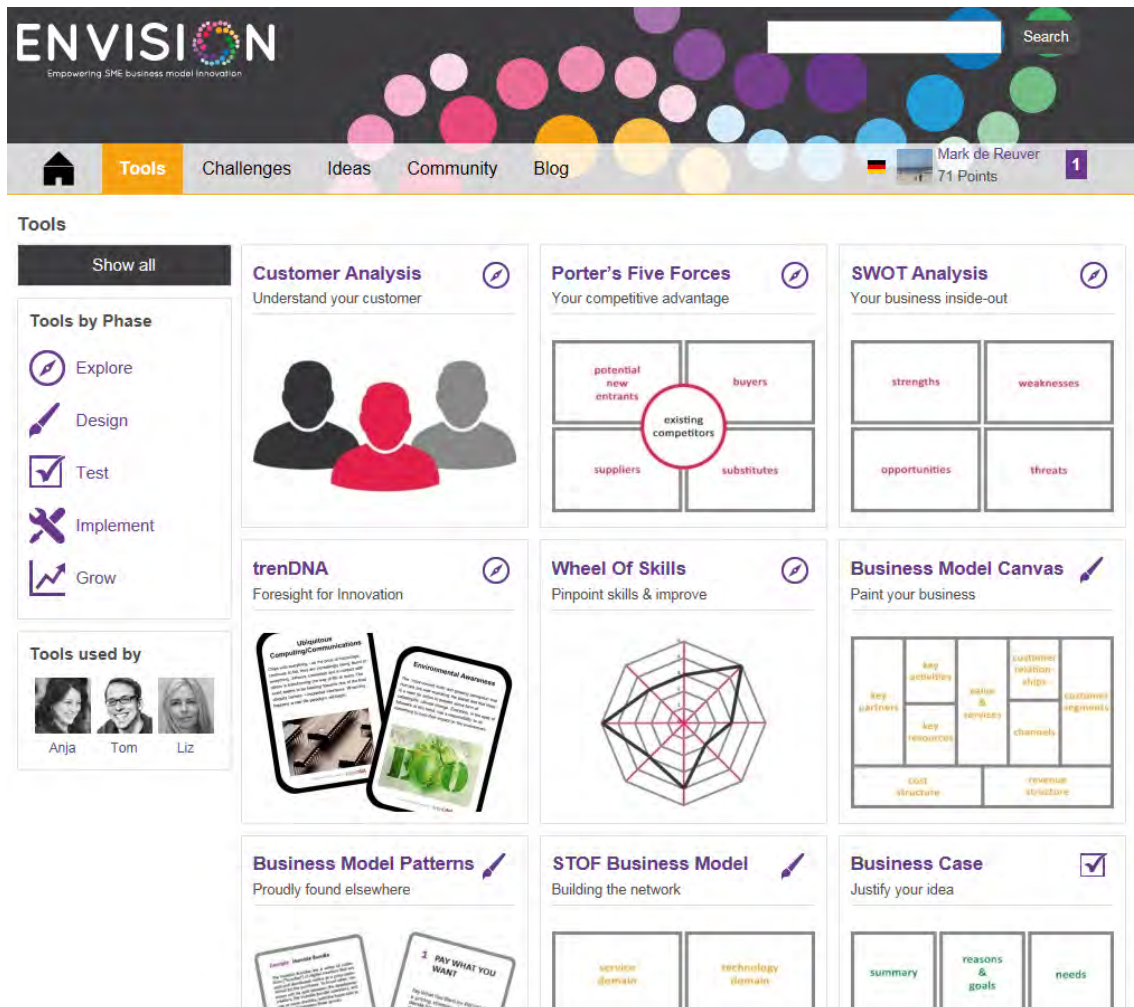 ENVISION
Empowering SME business model Innovation
Search
Tools
Challenges
Ideas
Community
Blog
Mark de Reuver
71 Points
1
Tools
Show all
Tools by Phase
Explore
Design
Test
Implement
Grow
Tools used by
Anja
Tom
Liz
Customer Analysis
Understand your customer
Porter's Five Forces
Your competitive advantage
potential
new
entrants
buyers
existing
competitors
suppliers
substitutes
SWOT Analysis
Your business inside-out
strengths
weaknesses
opportunities
threats
trenDNA
Foresight for Innovation
Ubiquitous
Computing/Communications
Environmental Awareness
Wheel Of Skills
Pinpoint skills & improve
Business Model Canvas
Paint your business
key
partners
key
activities
key
resources
value
&
services
customer
relation-
ships
channels
customer
segments
cost
structure
revenue
structure
Business Model Patterns
Proudly found elsewhere
1 PAY WHAT YOU
WANT
STOF Business Model
Building the network
service
domain
technology
domain
Business Case
Justify your idea
summary
reasons
&
goals
needs